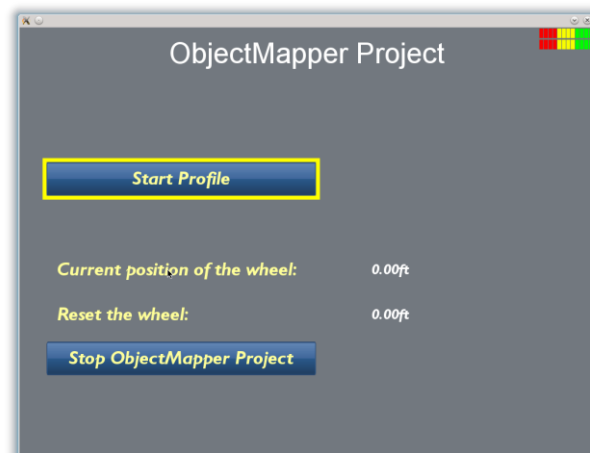 ObjectMapper Project
Start Profile
Current position of the wheel: 0.00ft
Reset the wheel: 0.00ft
Stop ObjectMapper Project